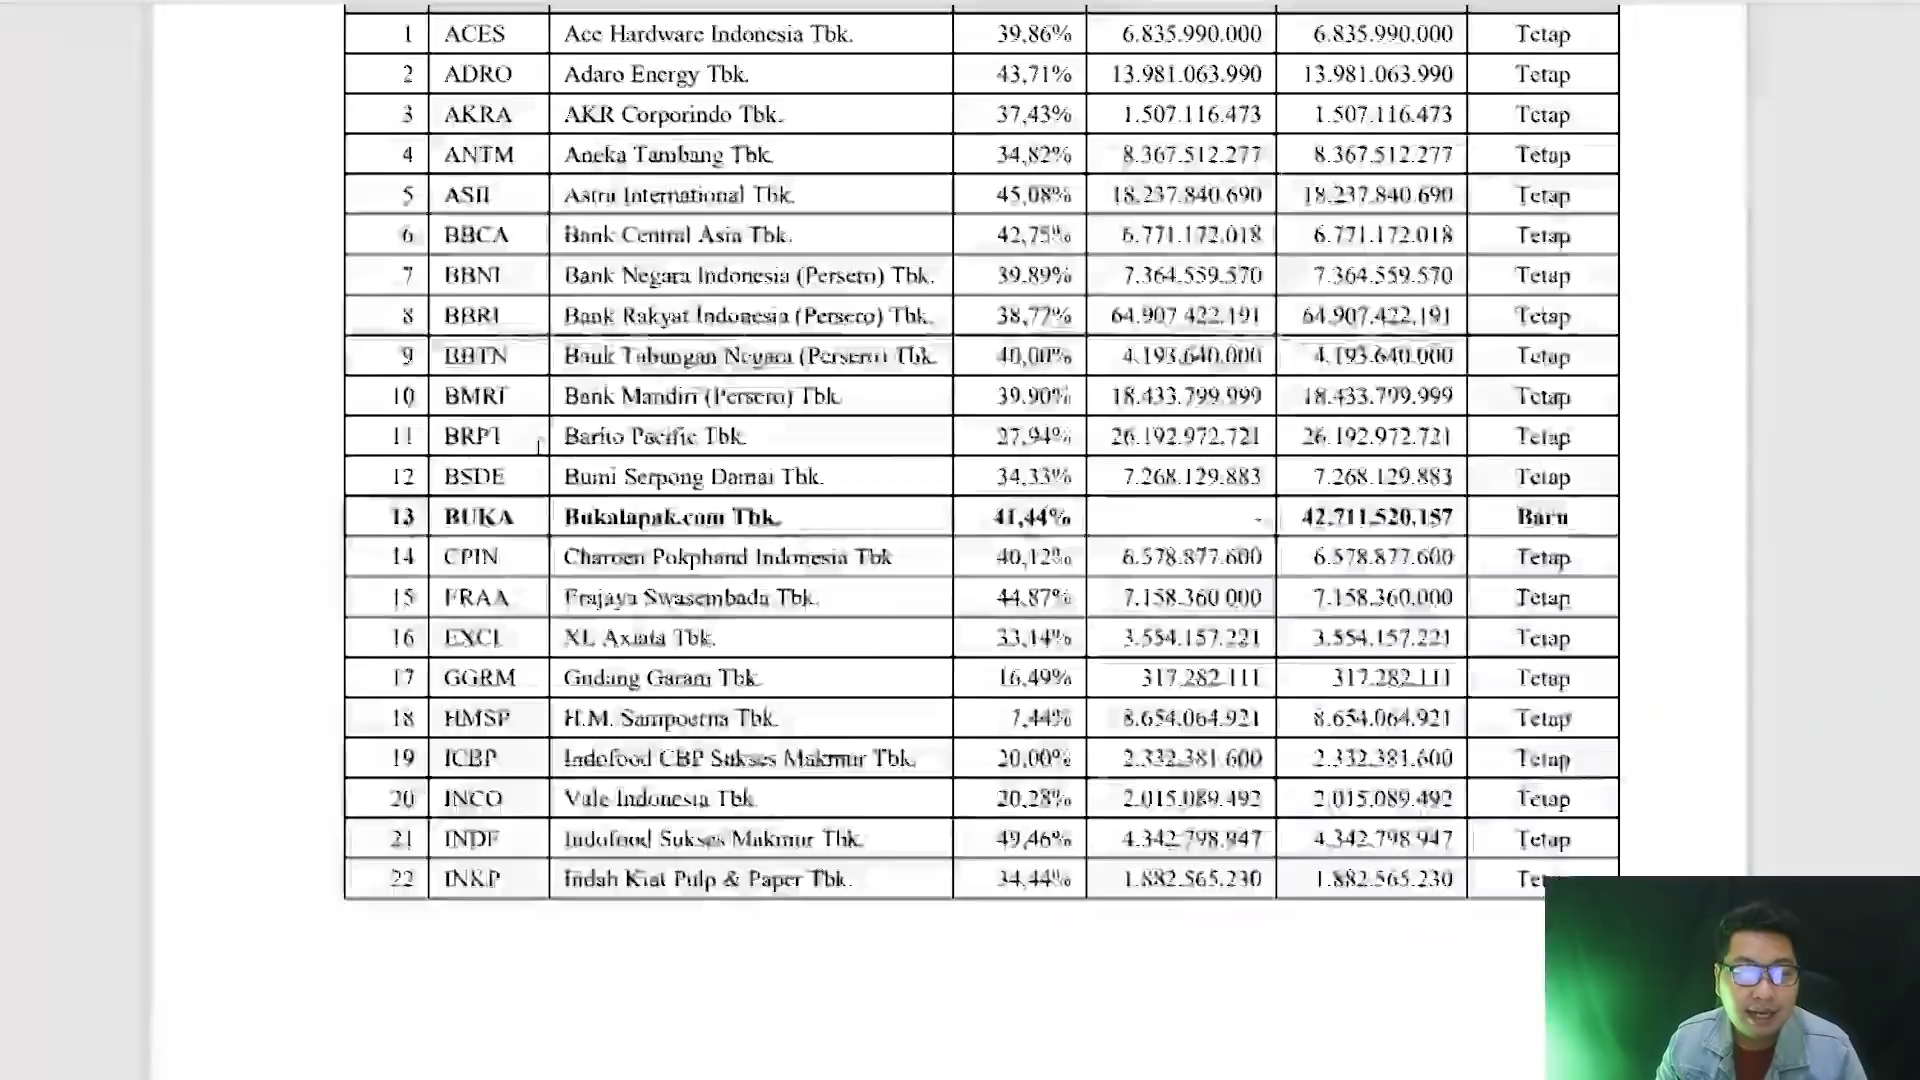 1 ACES Ace Hardware Indonesia Tbk. 39,86% 6.835.990.000 6.835.990.000 Tetap
2 ADRO Adaro Energy Tbk. 43,71% 13.981.063.990 13.981.063.990 Tetap
3 AKRA AKR Corporindo Tbk. 37,43% 1.507.116.473 1.507.116.473 Tetap
4 ANTM Aneka Tambang Tbk. 34,82% 8.367.512.277 8.367.512.277 Tetap
5 ASII Astra International Tbk. 45,08% 18.237.840.690 18.237.840.690 Tetap
6 BBCA Bank Central Asia Tbk. 42,75% 6.771.172.018 6.771.172.018 Tetap
7 BBNI Bank Negara Indonesia (Persero) Tbk. 39,89% 7.364.559.570 7.364.559.570 Tetap
8 BBRI Bank Rakyat Indonesia (Persero) Tbk. 38,77% 64.907.422.191 64.907.422.191 Tetap
9 BBTN Bank Tabungan Negara (Persero) Tbk. 40,00% 4.193.640.000 4.193.640.000 Tetap
10 BMRI Bank Mandiri (Persero) Tbk. 39,90% 18.433.799.999 18.433.799.999 Tetap
11 BRPT Barito Pacific Tbk. 27,94% 26.192.972.721 26.192.972.721 Tetap
12 BSDE Bumi Serpong Damai Tbk. 34,33% 7.268.129.883 7.268.129.883 Tetap
13 BUKA Bukalapak.com Tbk. 41,44% - 42.711.520.157 Baru
14 CPIN Charoen Pokphand Indonesia Tbk 40,12% 6.578.877.600 6.578.877.600 Tetap
15 ERAA Erajaya Swasembada Tbk. 44,87% 7.158.360.000 7.158.360.000 Tetap
16 EXCL XL Axiata Tbk. 33,14% 3.554.157.221 3.554.157.221 Tetap
17 GGRM Gudang Garam Tbk. 16,49% 317.282.111 317.282.111 Tetap
18 HMSP H.M. Sampoerna Tbk. 7,44% 8.654.064.921 8.654.064.921 Tetap
19 ICBP Indofood CBP Sukses Makmur Tbk. 20,00% 2.332.381.600 2.332.381.600 Tetap
20 INCO Vale Indonesia Tbk. 20,28% 2.015.089.492 2.015.089.492 Tetap
21 INDF Indofood Sukses Makmur Tbk. 49,46% 4.342.798.947 4.342.798.947 Tetap
22 INKP Indah Kiat Pulp & Paper Tbk. 34,44% 1.882.565.230 1.882.565.230